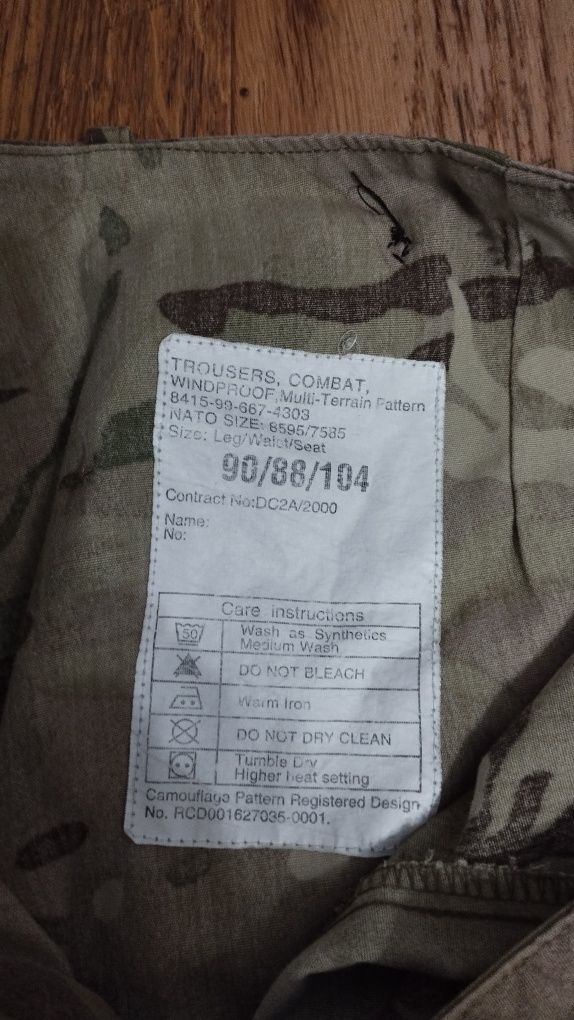 TROUSERS, COMBAT,
WINDPROOF,Multi-Terrain Pattern
8415-99-667-4303
NATO SIZE: 8595/7585
Size: Leg/Waist/Seat
90/88/104
Contract No:DC2A/2000
Name:
No:
Care instructions
50
Wash as Synthetics
Medium Wash
DO NOT BLEACH
Warm Iron
DO NOT DRY CLEAN
Tumble Dry
Higher heat setting
Camouflage Pattern Registered Design
No. RCD001627035-0001.